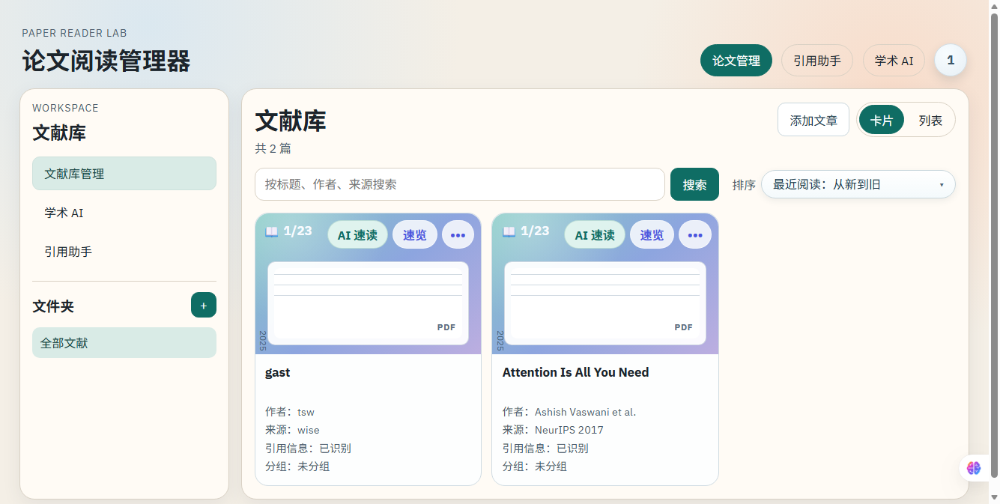 PAPER READER LAB
论文阅读管理器
论文管理
引用助手
学术 AI
1
WORKSPACE
文献库
文献库管理
学术 AI
引用助手
文件夹
+
全部文献
文献库
共 2 篇
添加文章
卡片
列表
按标题、作者、来源搜索
搜索
排序
最近阅读：从新到旧
1/23
AI 速读
速览
•••
PDF
2025
gast
作者：tsw
来源：wise
引用信息：已识别
分组：未分组
1/23
AI 速读
速览
•••
PDF
2025
Attention Is All You Need
作者：Ashish Vaswani et al.
来源：NeurIPS 2017
引用信息：已识别
分组：未分组